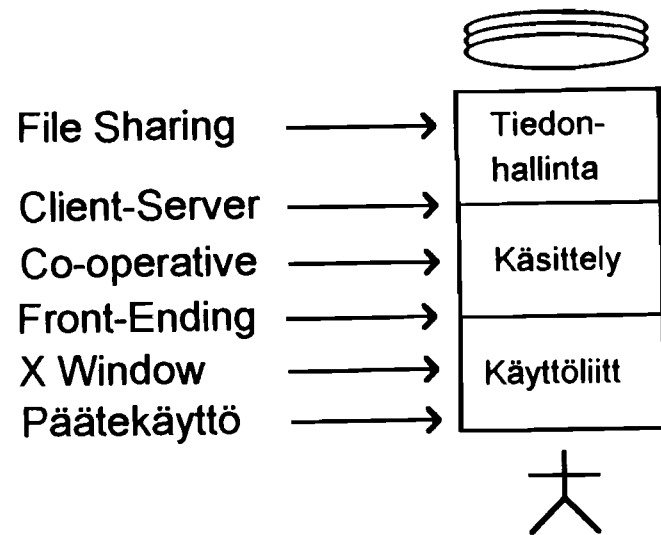 File Sharing
Tiedon-
hallinta
Client-Server
Co-operative
Käsittely
Front-Ending
X Window
Käyttöliitt
Päätekäyttö